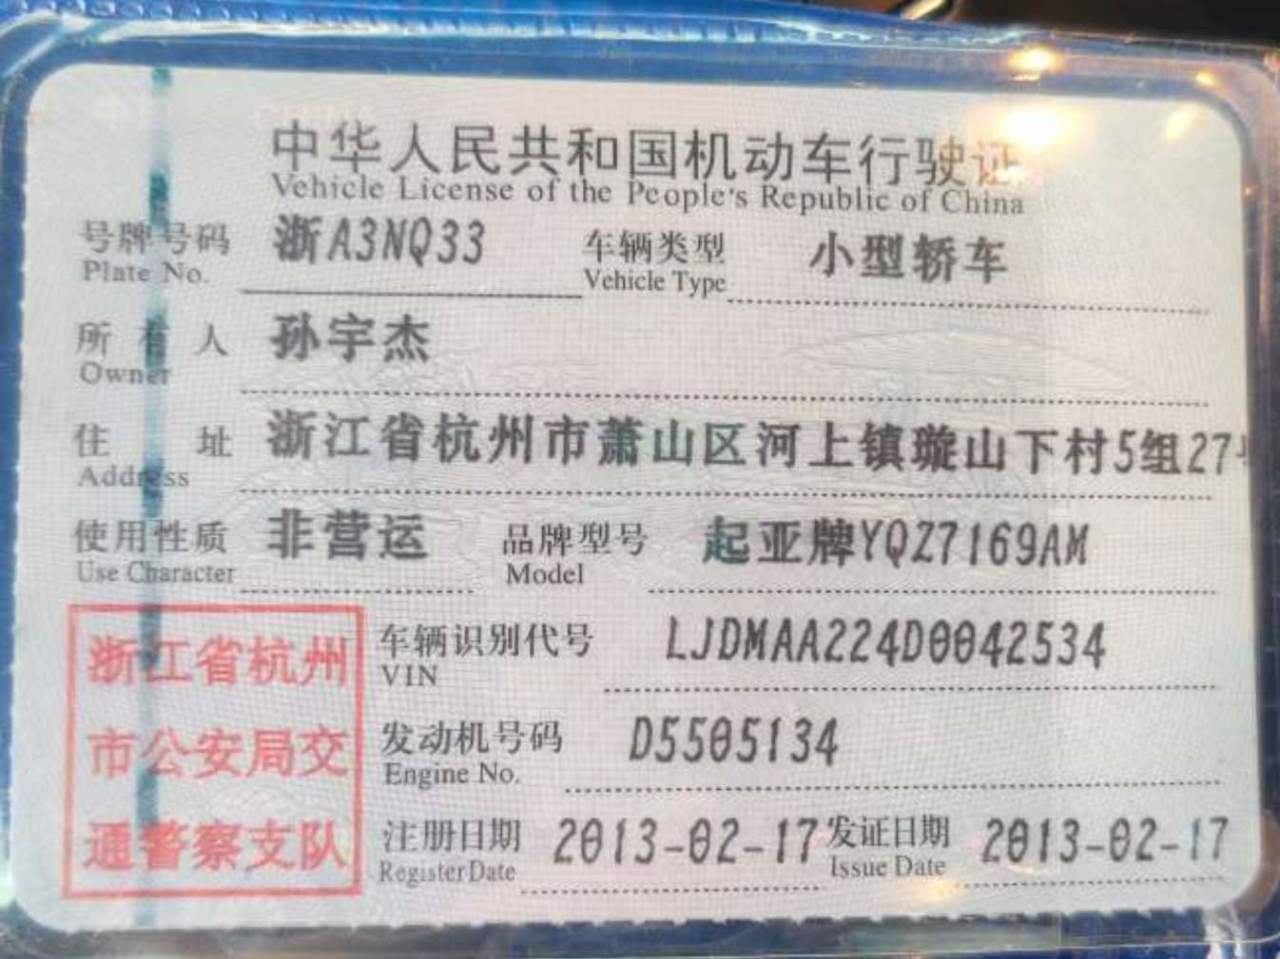 中华人民共和国机动车行驶证
Vehicle License of the People's Republic of China
号牌号码 浙A3NQ33 车辆类型 小型轿车
Plate No. Vehicle Type
所有人 孙宇杰
Owner
住址 浙江省杭州市萧山区河上镇璇山下村5组27
Address
使用性质 非营运 品牌型号 起亚牌YQZ7169AM
Use Character Model
车辆识别代号 LJDMAA224D0042534
VIN
发动机号码 D5505134
Engine No.
注册日期 2013-02-17 发证日期 2013-02-17
Register Date Issue Date
浙江省杭州
市公安局交
通警察支队